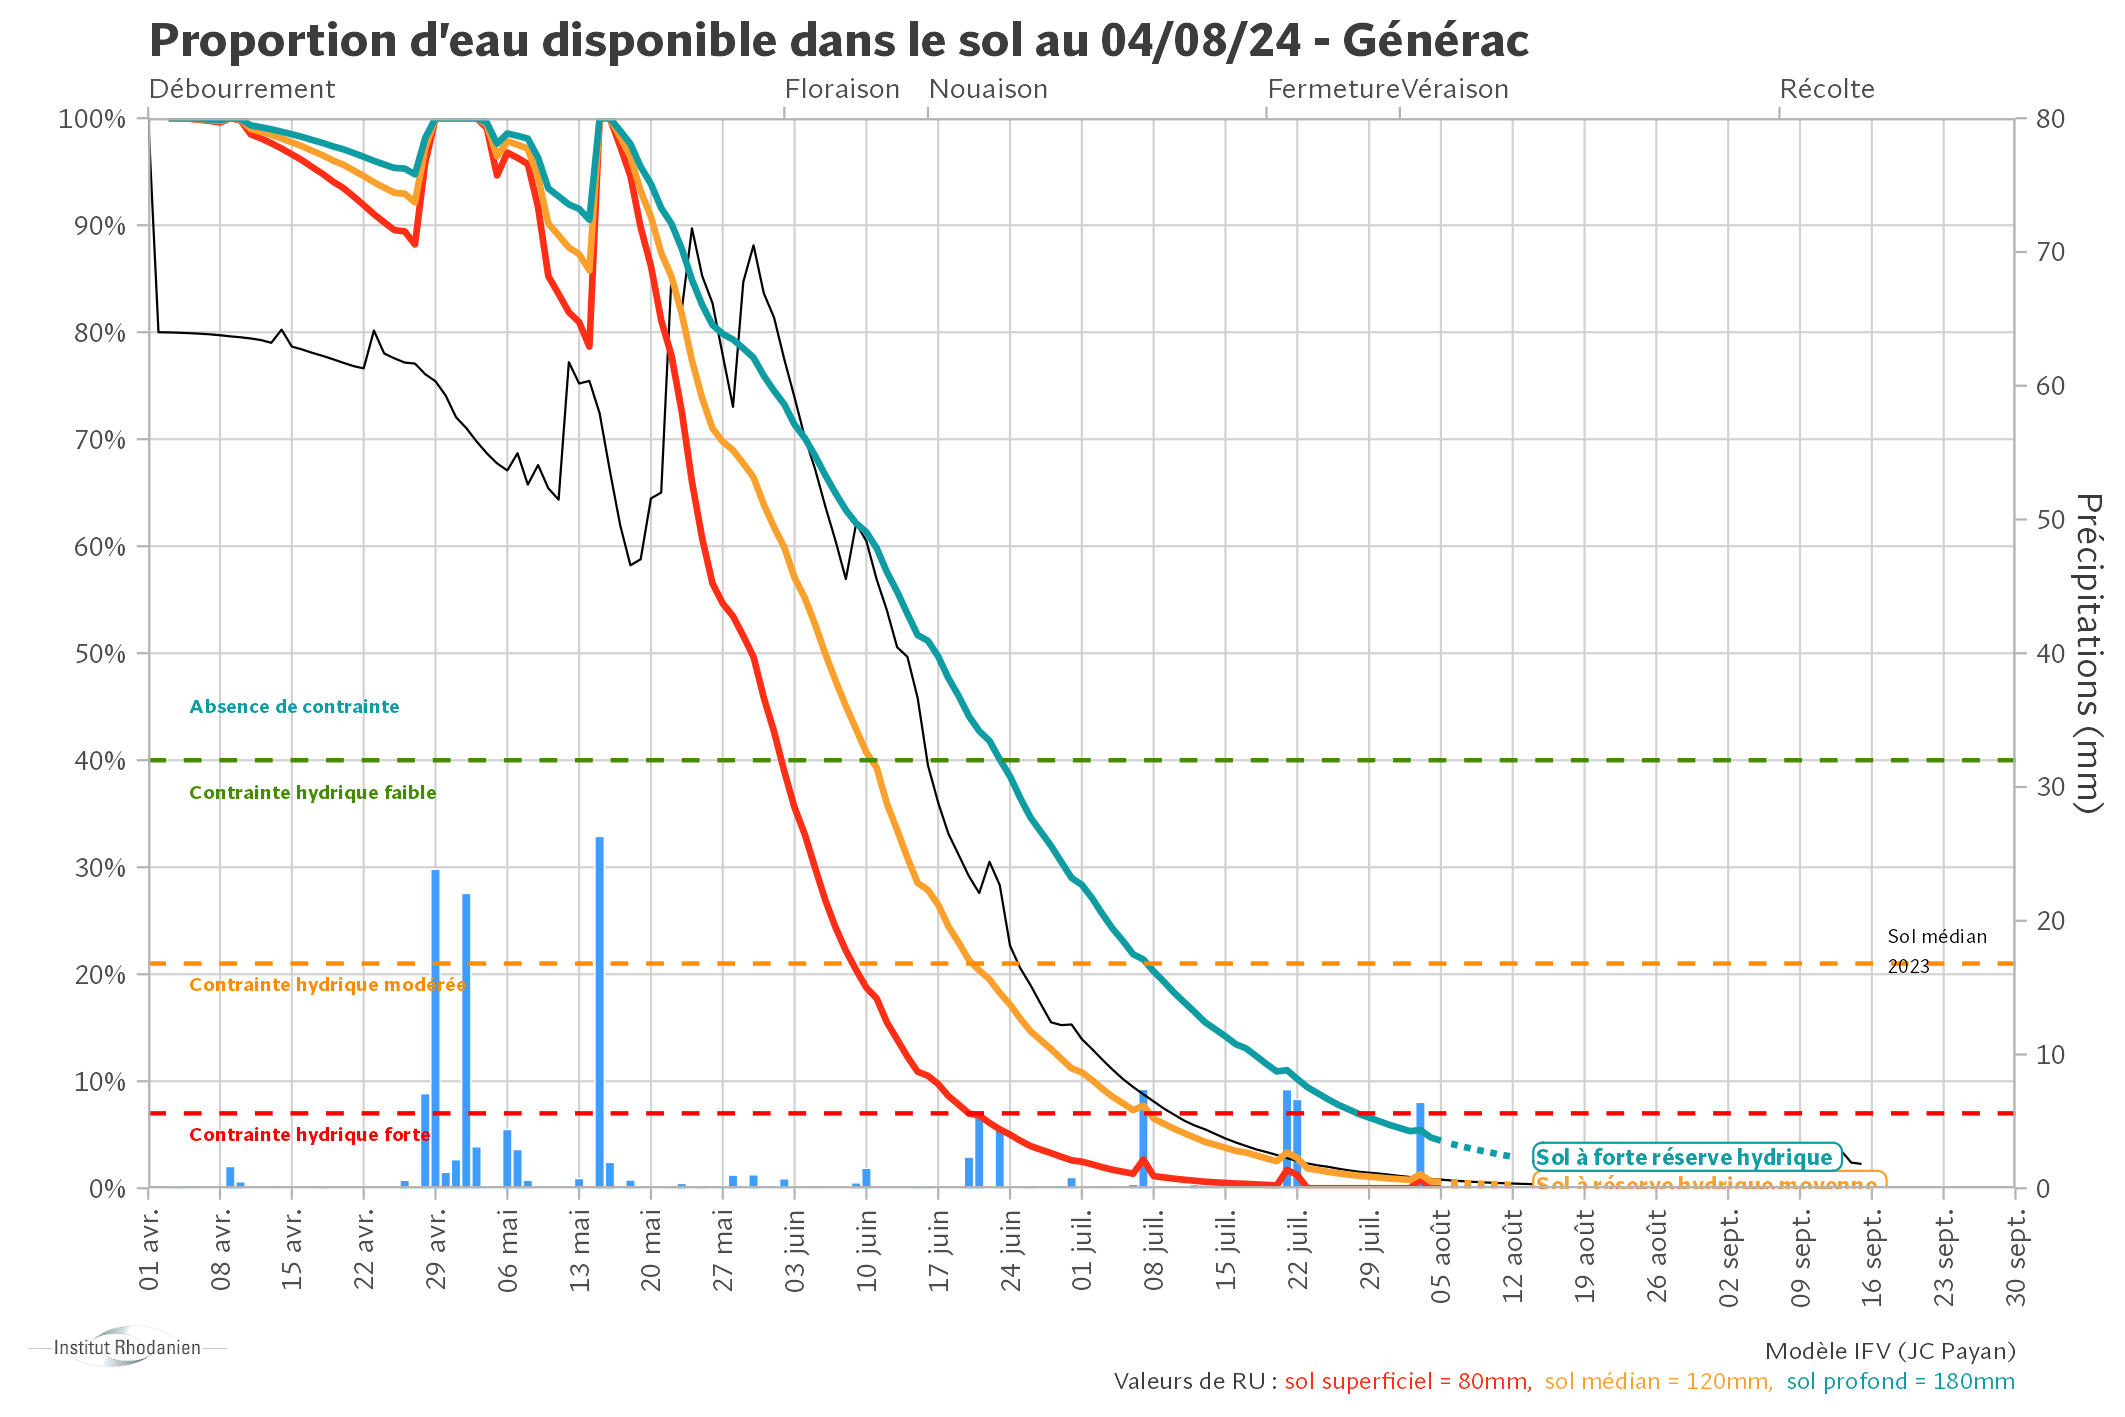 Proportion d'eau disponible dans le sol au 04/08/24 - Générac
Débourrement Floraison Nouaison Fermeture Véraison Récolte
100% 80
90%
70
80%
70%
60
60%
50
50% 40
Précipitations (mm)
Absence de contrainte
40%
Contrainte hydrique faible
30
30%
20
Sol médian
2023
20%
Contrainte hydrique modérée
10
10%
Contrainte hydrique forte
Sol à forte réserve hydrique
Sol à réserve hydrique moyenne
0% 0
01 avr. 08 avr. 15 avr. 22 avr. 29 avr. 06 mai 13 mai 20 mai 27 mai 03 juin 10 juin 17 juin 24 juin 01 juil. 08 juil. 15 juil. 22 juil. 29 juil. 05 août 12 août 19 août 26 août 02 sept. 09 sept. 16 sept. 23 sept. 30 sept.
Institut Rhodanien
Modèle IFV (JC Payan)
Valeurs de RU : sol superficiel = 80mm, sol médian = 120mm, sol profond = 180mm